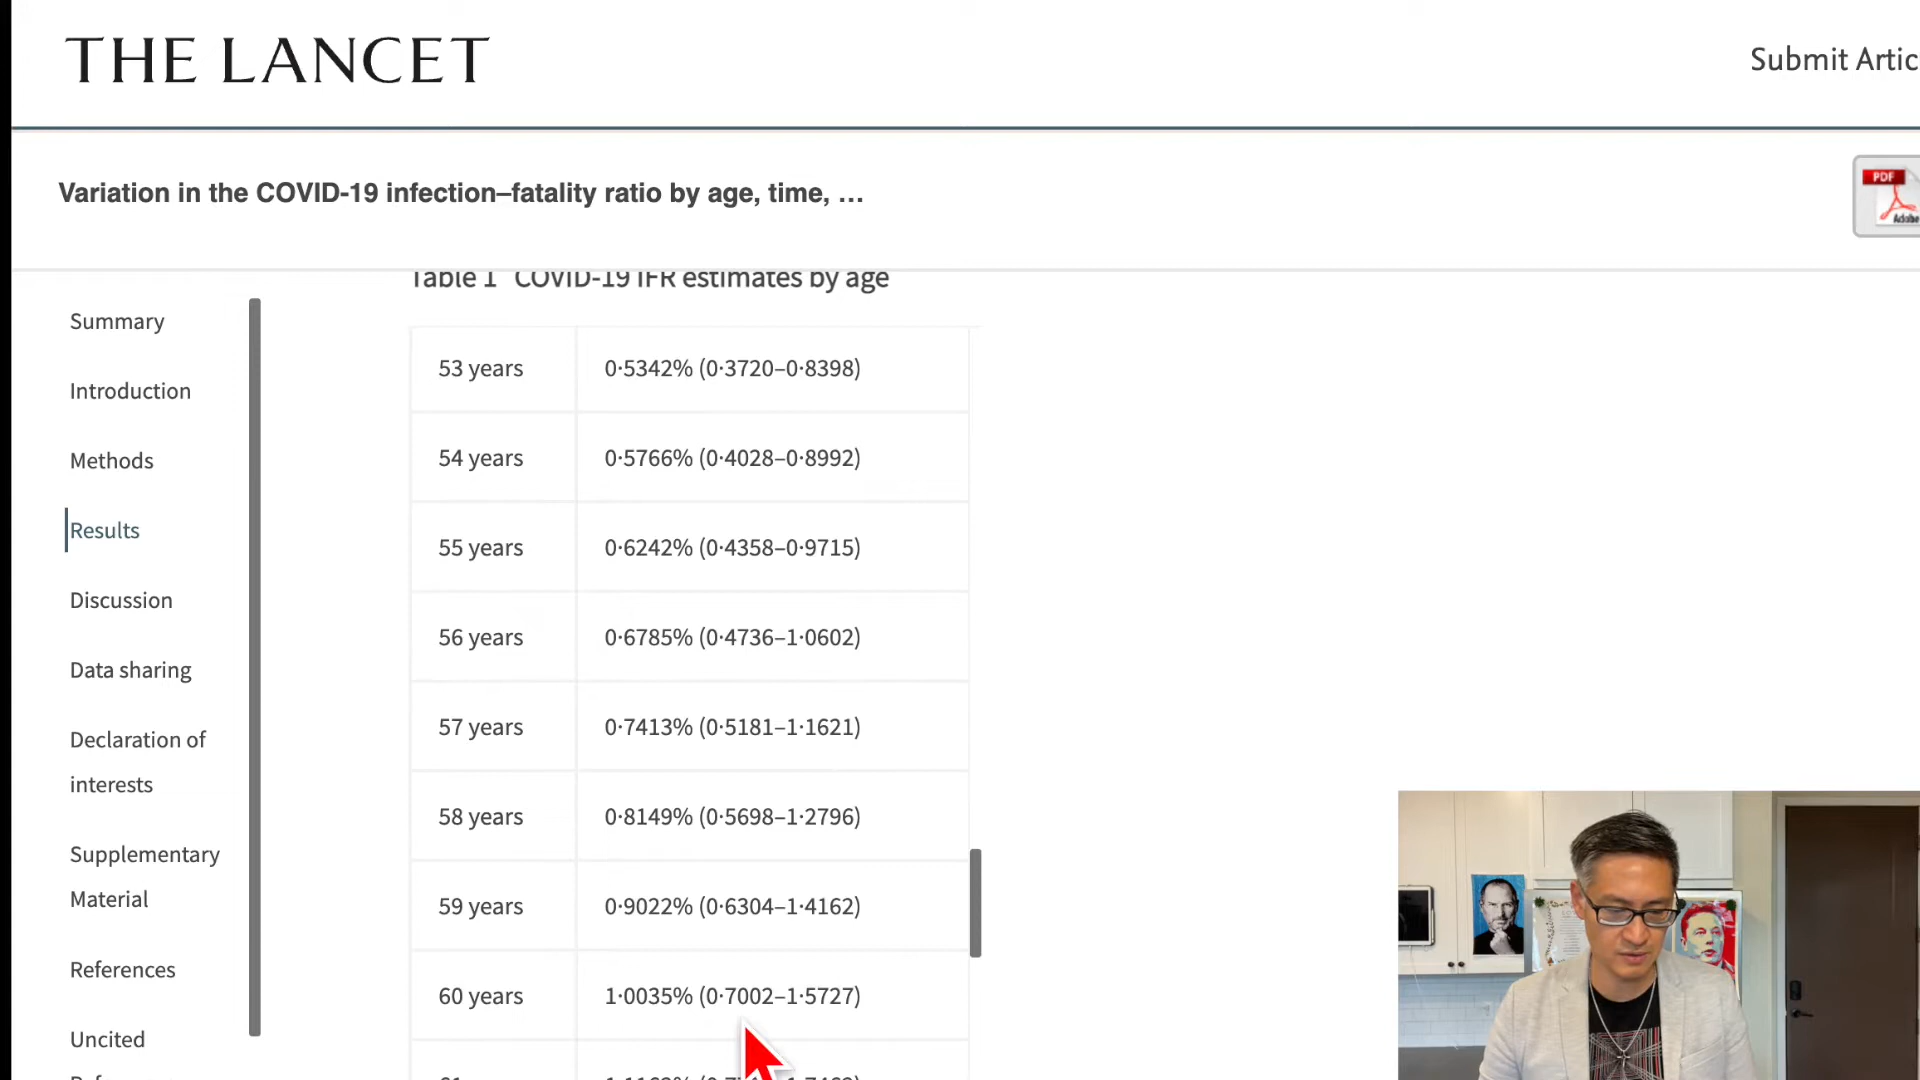 THE LANCET
Submit Artic
Variation in the COVID-19 infection–fatality ratio by age, time, ...
PDF
Adobe
Table 1 COVID-19 IFR estimates by age
Summary
Introduction
Methods
Results
Discussion
Data sharing
Declaration of
interests
Supplementary
Material
References
Uncited
53 years 0·5342% (0·3720–0·8398)
54 years 0·5766% (0·4028–0·8992)
55 years 0·6242% (0·4358–0·9715)
56 years 0·6785% (0·4736–1·0602)
57 years 0·7413% (0·5181–1·1621)
58 years 0·8149% (0·5698–1·2796)
59 years 0·9022% (0·6304–1·4162)
60 years 1·0035% (0·7002–1·5727)